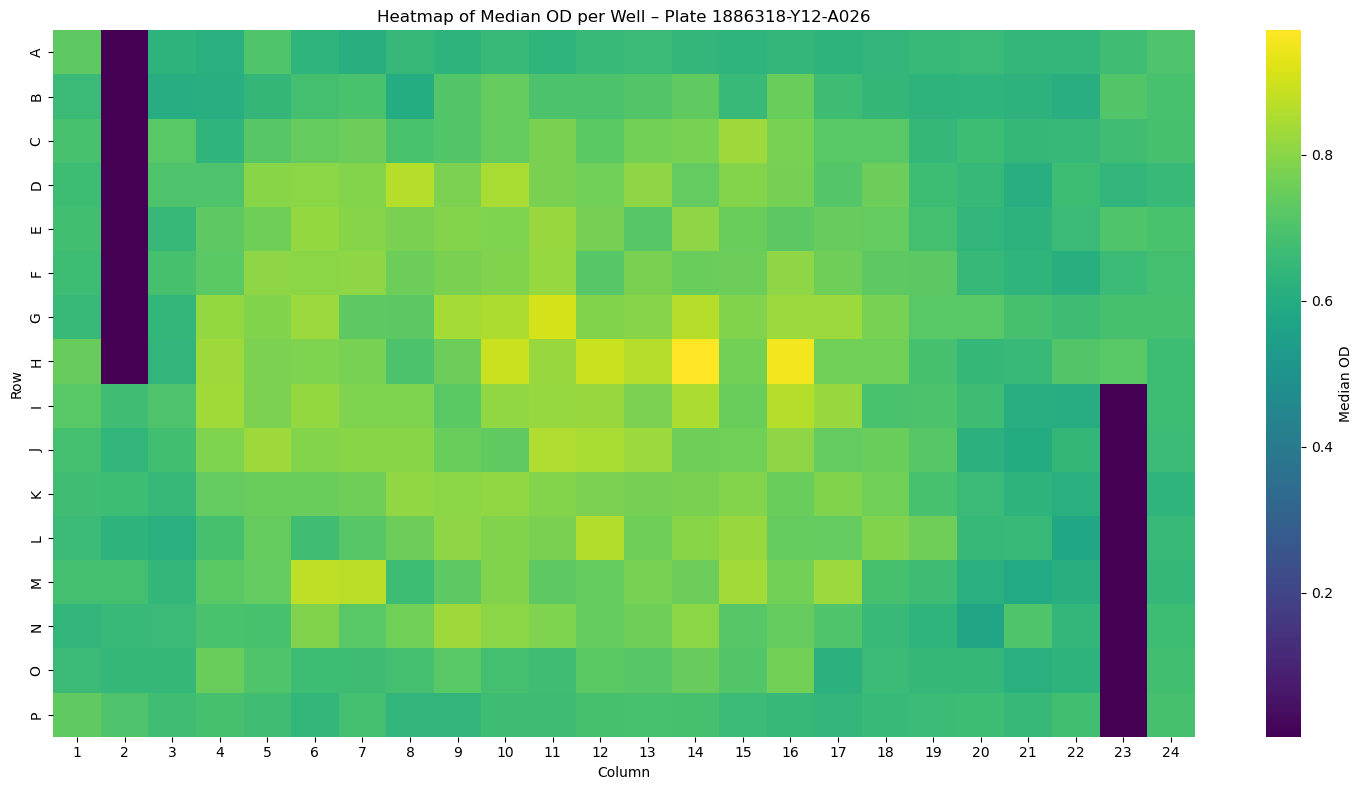 Heatmap of Median OD per Well – Plate 1886318-Y12-A026
A
B
C
D
E
F
G
H
I
J
K
L
M
N
O
P
Row
1 2 3 4 5 6 7 8 9 10 11 12 13 14 15 16 17 18 19 20 21 22 23 24
Column
0.8
0.6
0.4
0.2
Median OD